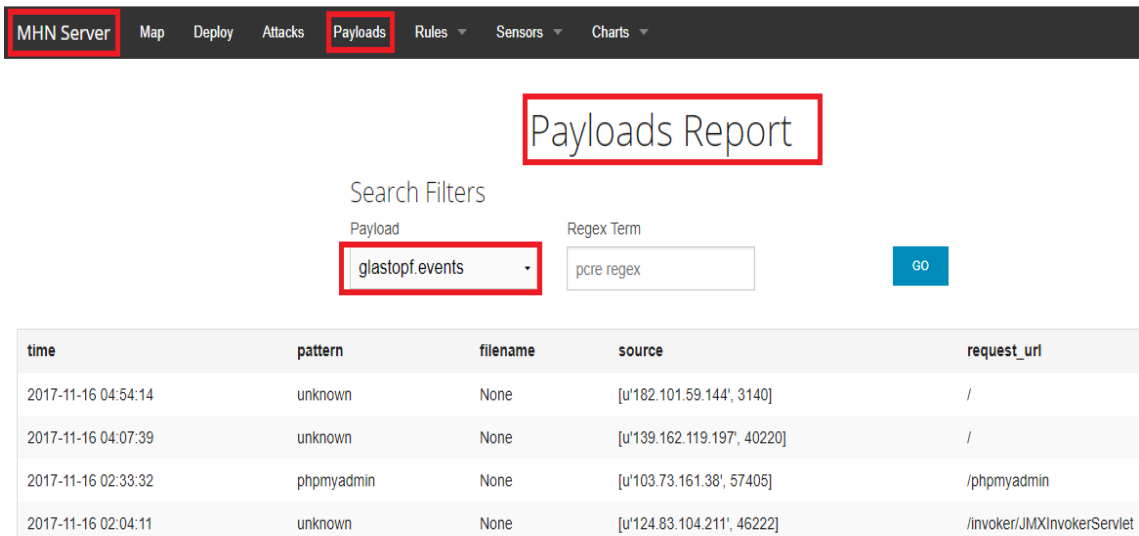 MHN Server Map Deploy Attacks Payloads Rules Sensors Charts
Payloads Report
Search Filters
Payload Regex Term
glastopf.events pcre regex GO
time pattern filename source request_url
2017-11-16 04:54:14 unknown None [u'182.101.59.144', 3140] /
2017-11-16 04:07:39 unknown None [u'139.162.119.197', 40220] /
2017-11-16 02:33:32 phpmyadmin None [u'103.73.161.38', 57405] /phpmyadmin
2017-11-16 02:04:11 unknown None [u'124.83.104.211', 46222] /invoker/JMXInvokerServlet